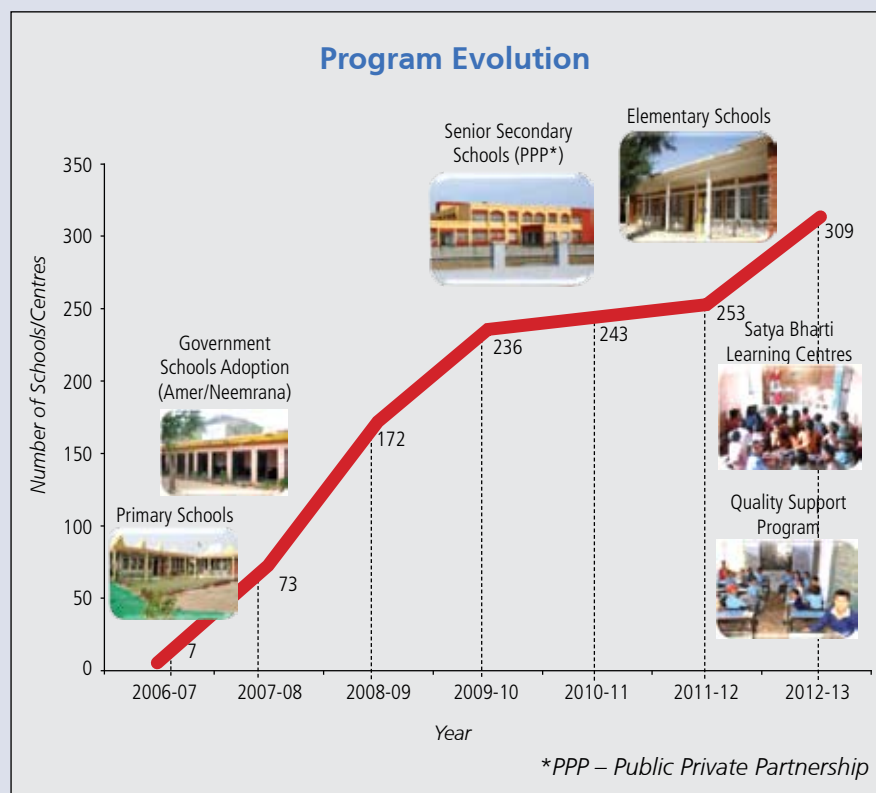 Program Evolution
Elementary Schools
Senior Secondary
Schools (PPP*)
350
300
250
200
150
100
50
0
Number of Schools/Centres
309
253
243
236
Satya Bharti
Learning Centres
Government
Schools Adoption
(Amer/Neemrana)
172
Quality Support
Program
Primary Schools
73
7
2006-07
2007-08
2008-09
2009-10
2010-11
2011-12
2012-13
Year
*PPP – Public Private Partnership